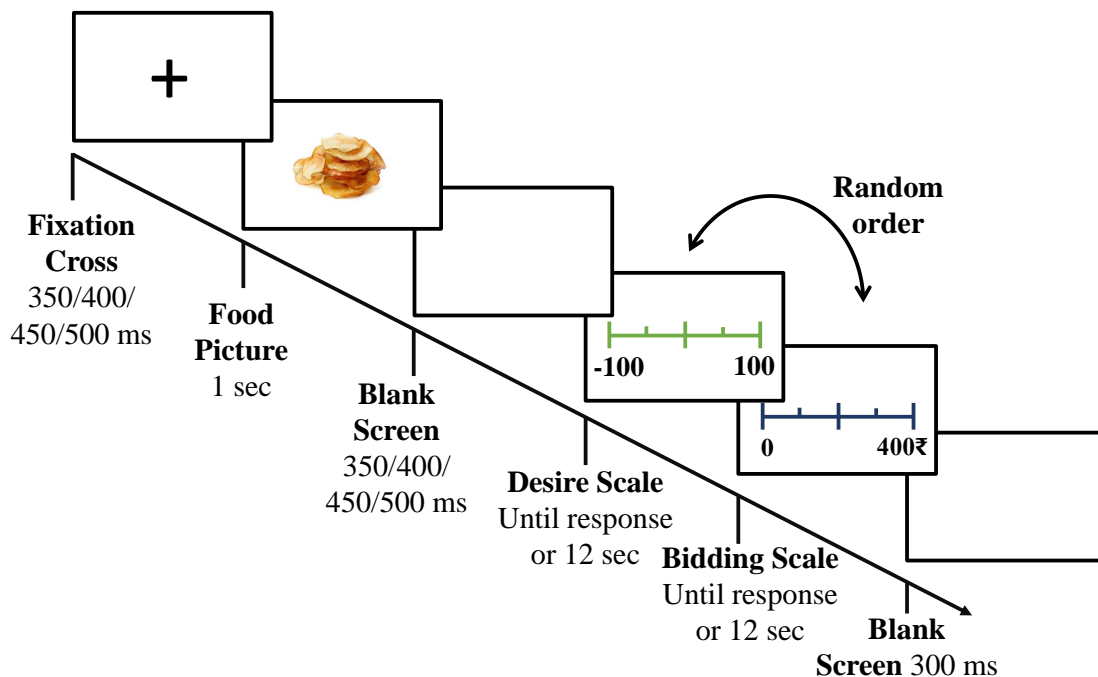 Fixation
Cross
350/400/
450/500 ms
Food
Picture
1 sec
Blank
Screen
350/400/
450/500 ms
-100 100
Desire Scale
Until response
or 12 sec
Random
order
0 400₹
Bidding Scale
Until response
or 12 sec
Blank
Screen 300 ms